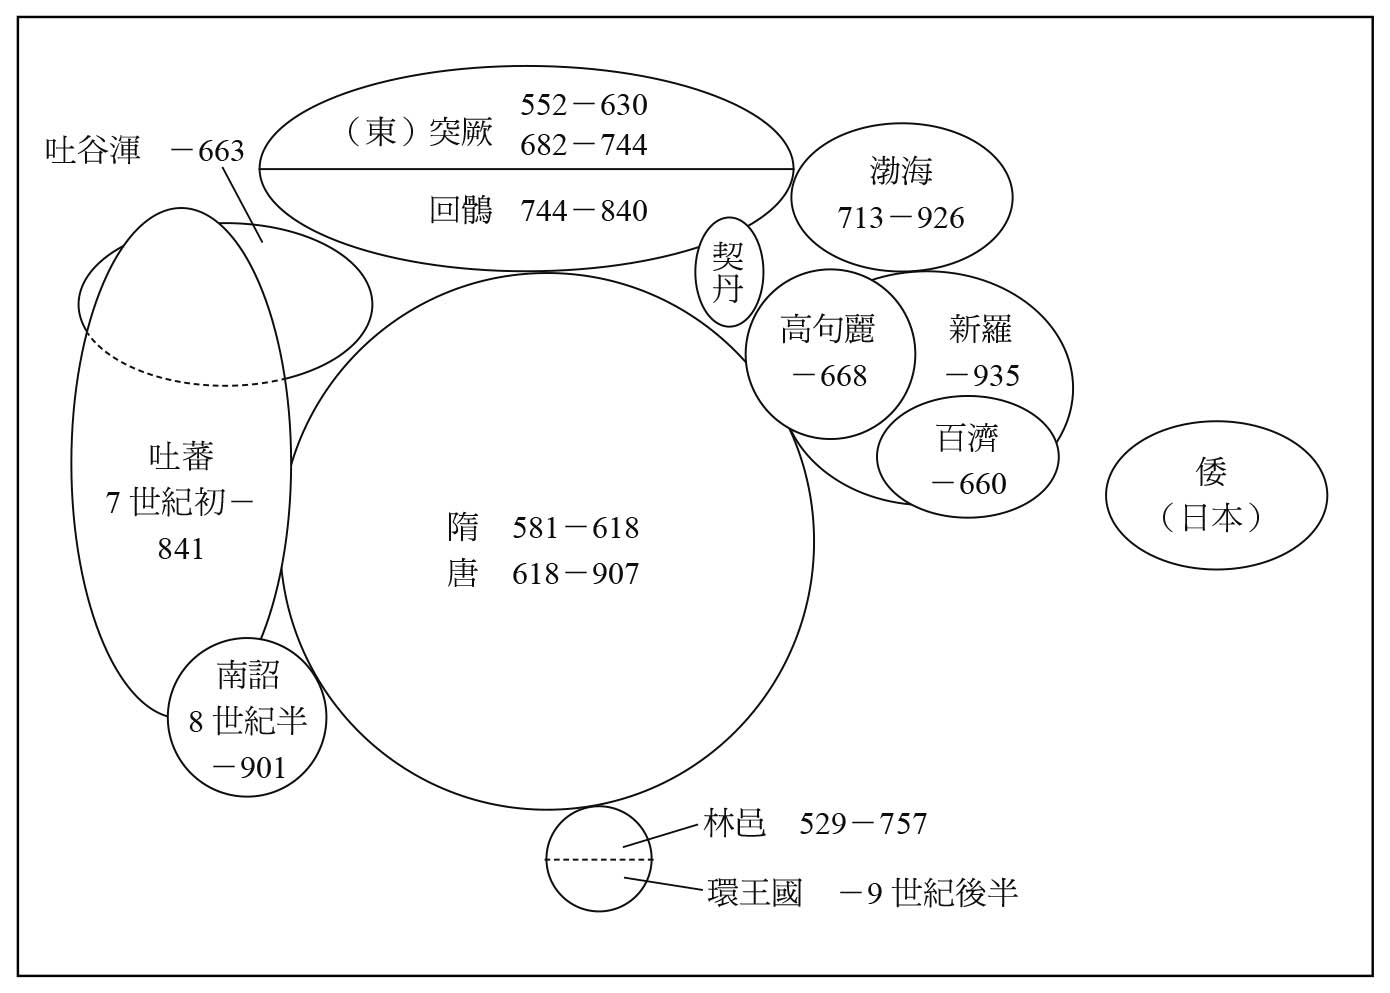 （東）突厥
552－630
682－744
回鶻 744－840
吐谷渾 －663
渤海
713－926
契
丹
高句麗
－668
新羅
－935
百濟
－660
倭
（日本）
吐蕃
7 世紀初－
841
隋 581－618
唐 618－907
南詔
8 世紀半
－901
林邑 529－757
環王國 －9 世紀後半